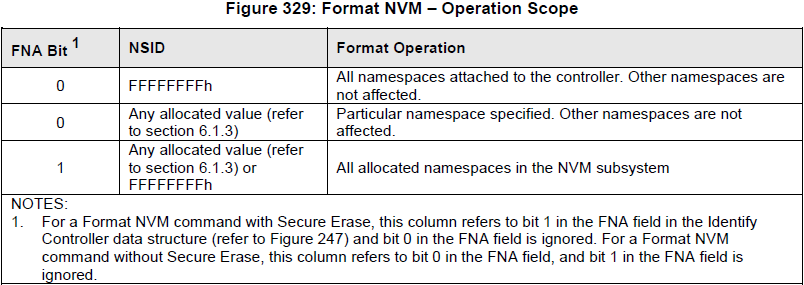 Figure 329: Format NVM – Operation Scope
FNA Bit 1 NSID Format Operation
0 FFFFFFFFh All namespaces attached to the controller. Other namespaces are
not affected.
0 Any allocated value (refer Particular namespace specified. Other namespaces are not
to section 6.1.3) affected.
1 Any allocated value (refer
to section 6.1.3) or All allocated namespaces in the NVM subsystem
FFFFFFFFh
NOTES:
1. For a Format NVM command with Secure Erase, this column refers to bit 1 in the FNA field in the Identify
Controller data structure (refer to Figure 247) and bit 0 in the FNA field is ignored. For a Format NVM
command without Secure Erase, this column refers to bit 0 in the FNA field, and bit 1 in the FNA field is
ignored.